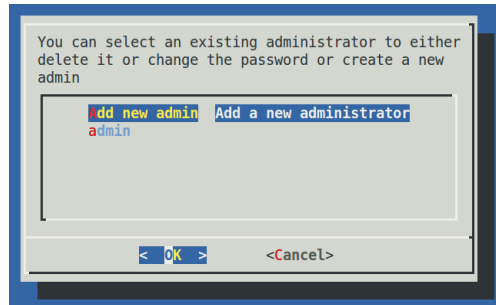 You can select an existing administrator to either
delete it or change the password or create a new
admin
Add new admin  Add a new administrator
admin
<  OK  >  <Cancel>